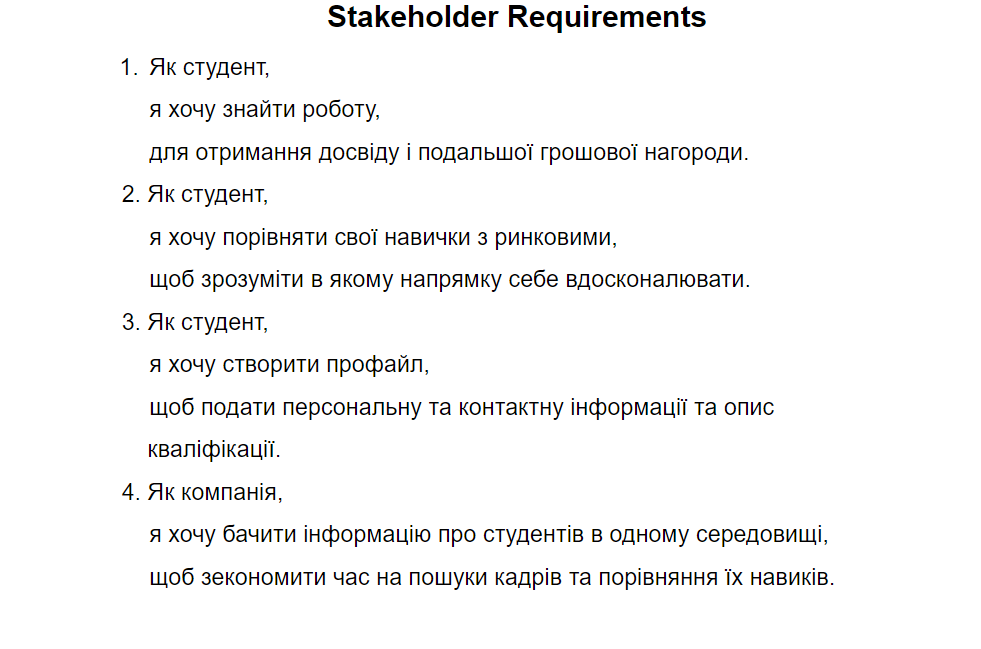 Stakeholder Requirements
1. Як студент,
я хочу знайти роботу,
для отримання досвіду і подальшої грошової нагороди.
2. Як студент,
я хочу порівняти свої навички з ринковими,
щоб зрозуміти в якому напрямку себе вдосконалювати.
3. Як студент,
я хочу створити профайл,
щоб подати персональну та контактну інформації та опис
кваліфікації.
4. Як компанія,
я хочу бачити інформацію про студентів в одному середовищі,
щоб зекономити час на пошуки кадрів та порівняння їх навиків.